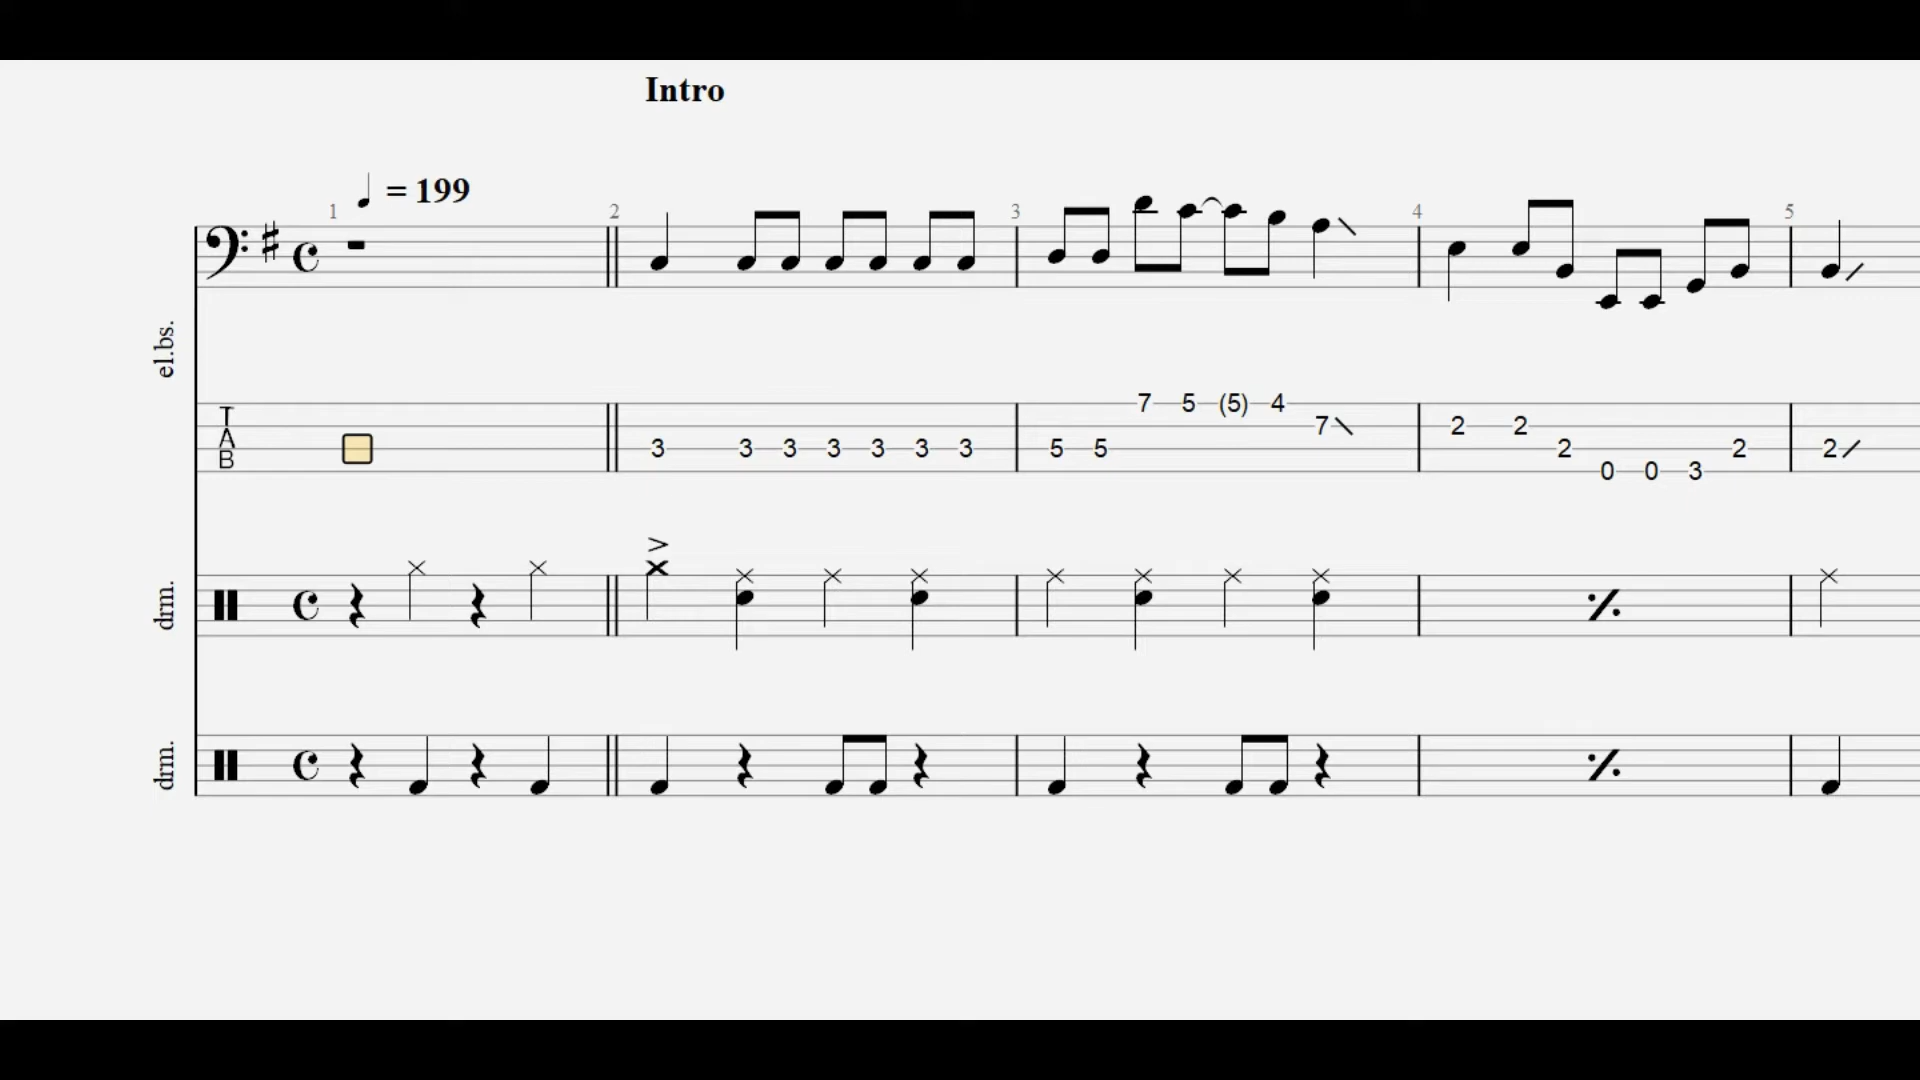 Intro
= 199
1 2 3 4 5
el.bs.
7 5 (5) 4
7 2 2
T A B 3 3 3 3 3 3 3 5 5 2 2 2
0 0 3
drm.
drm.